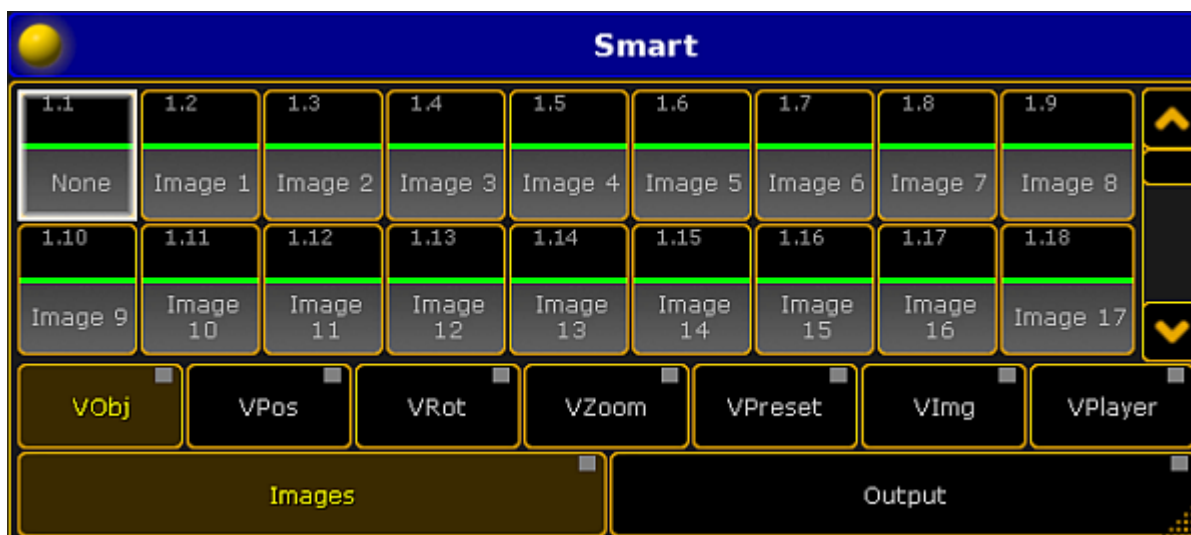 Smart
1.1 1.2 1.3 1.4 1.5 1.6 1.7 1.8 1.9
None Image 1 Image 2 Image 3 Image 4 Image 5 Image 6 Image 7 Image 8
1.10 1.11 1.12 1.13 1.14 1.15 1.16 1.17 1.18
Image 9 Image 10 Image 11 Image 12 Image 13 Image 14 Image 15 Image 16 Image 17
VObj VPos VRot VZoom VPreset VImg VPlayer
Images Output